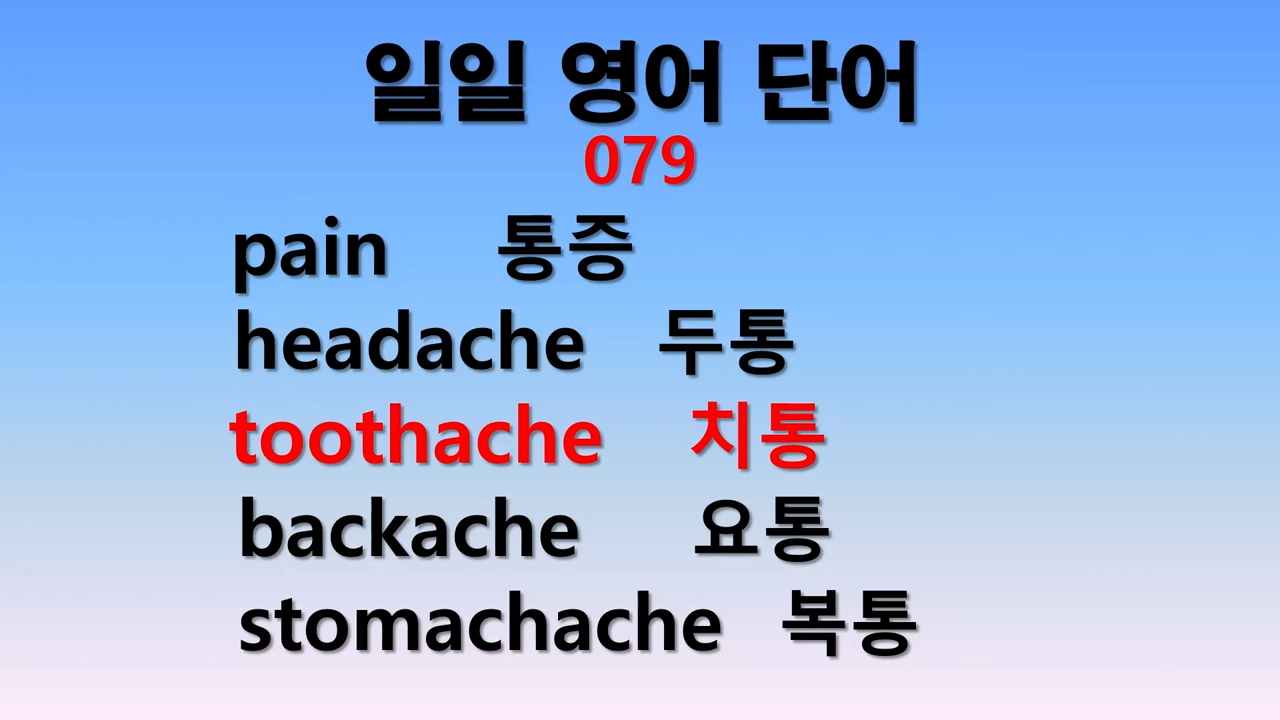 일일 영어 단어
079
pain 통증
headache 두통
toothache 치통
backache 요통
stomachache 복통